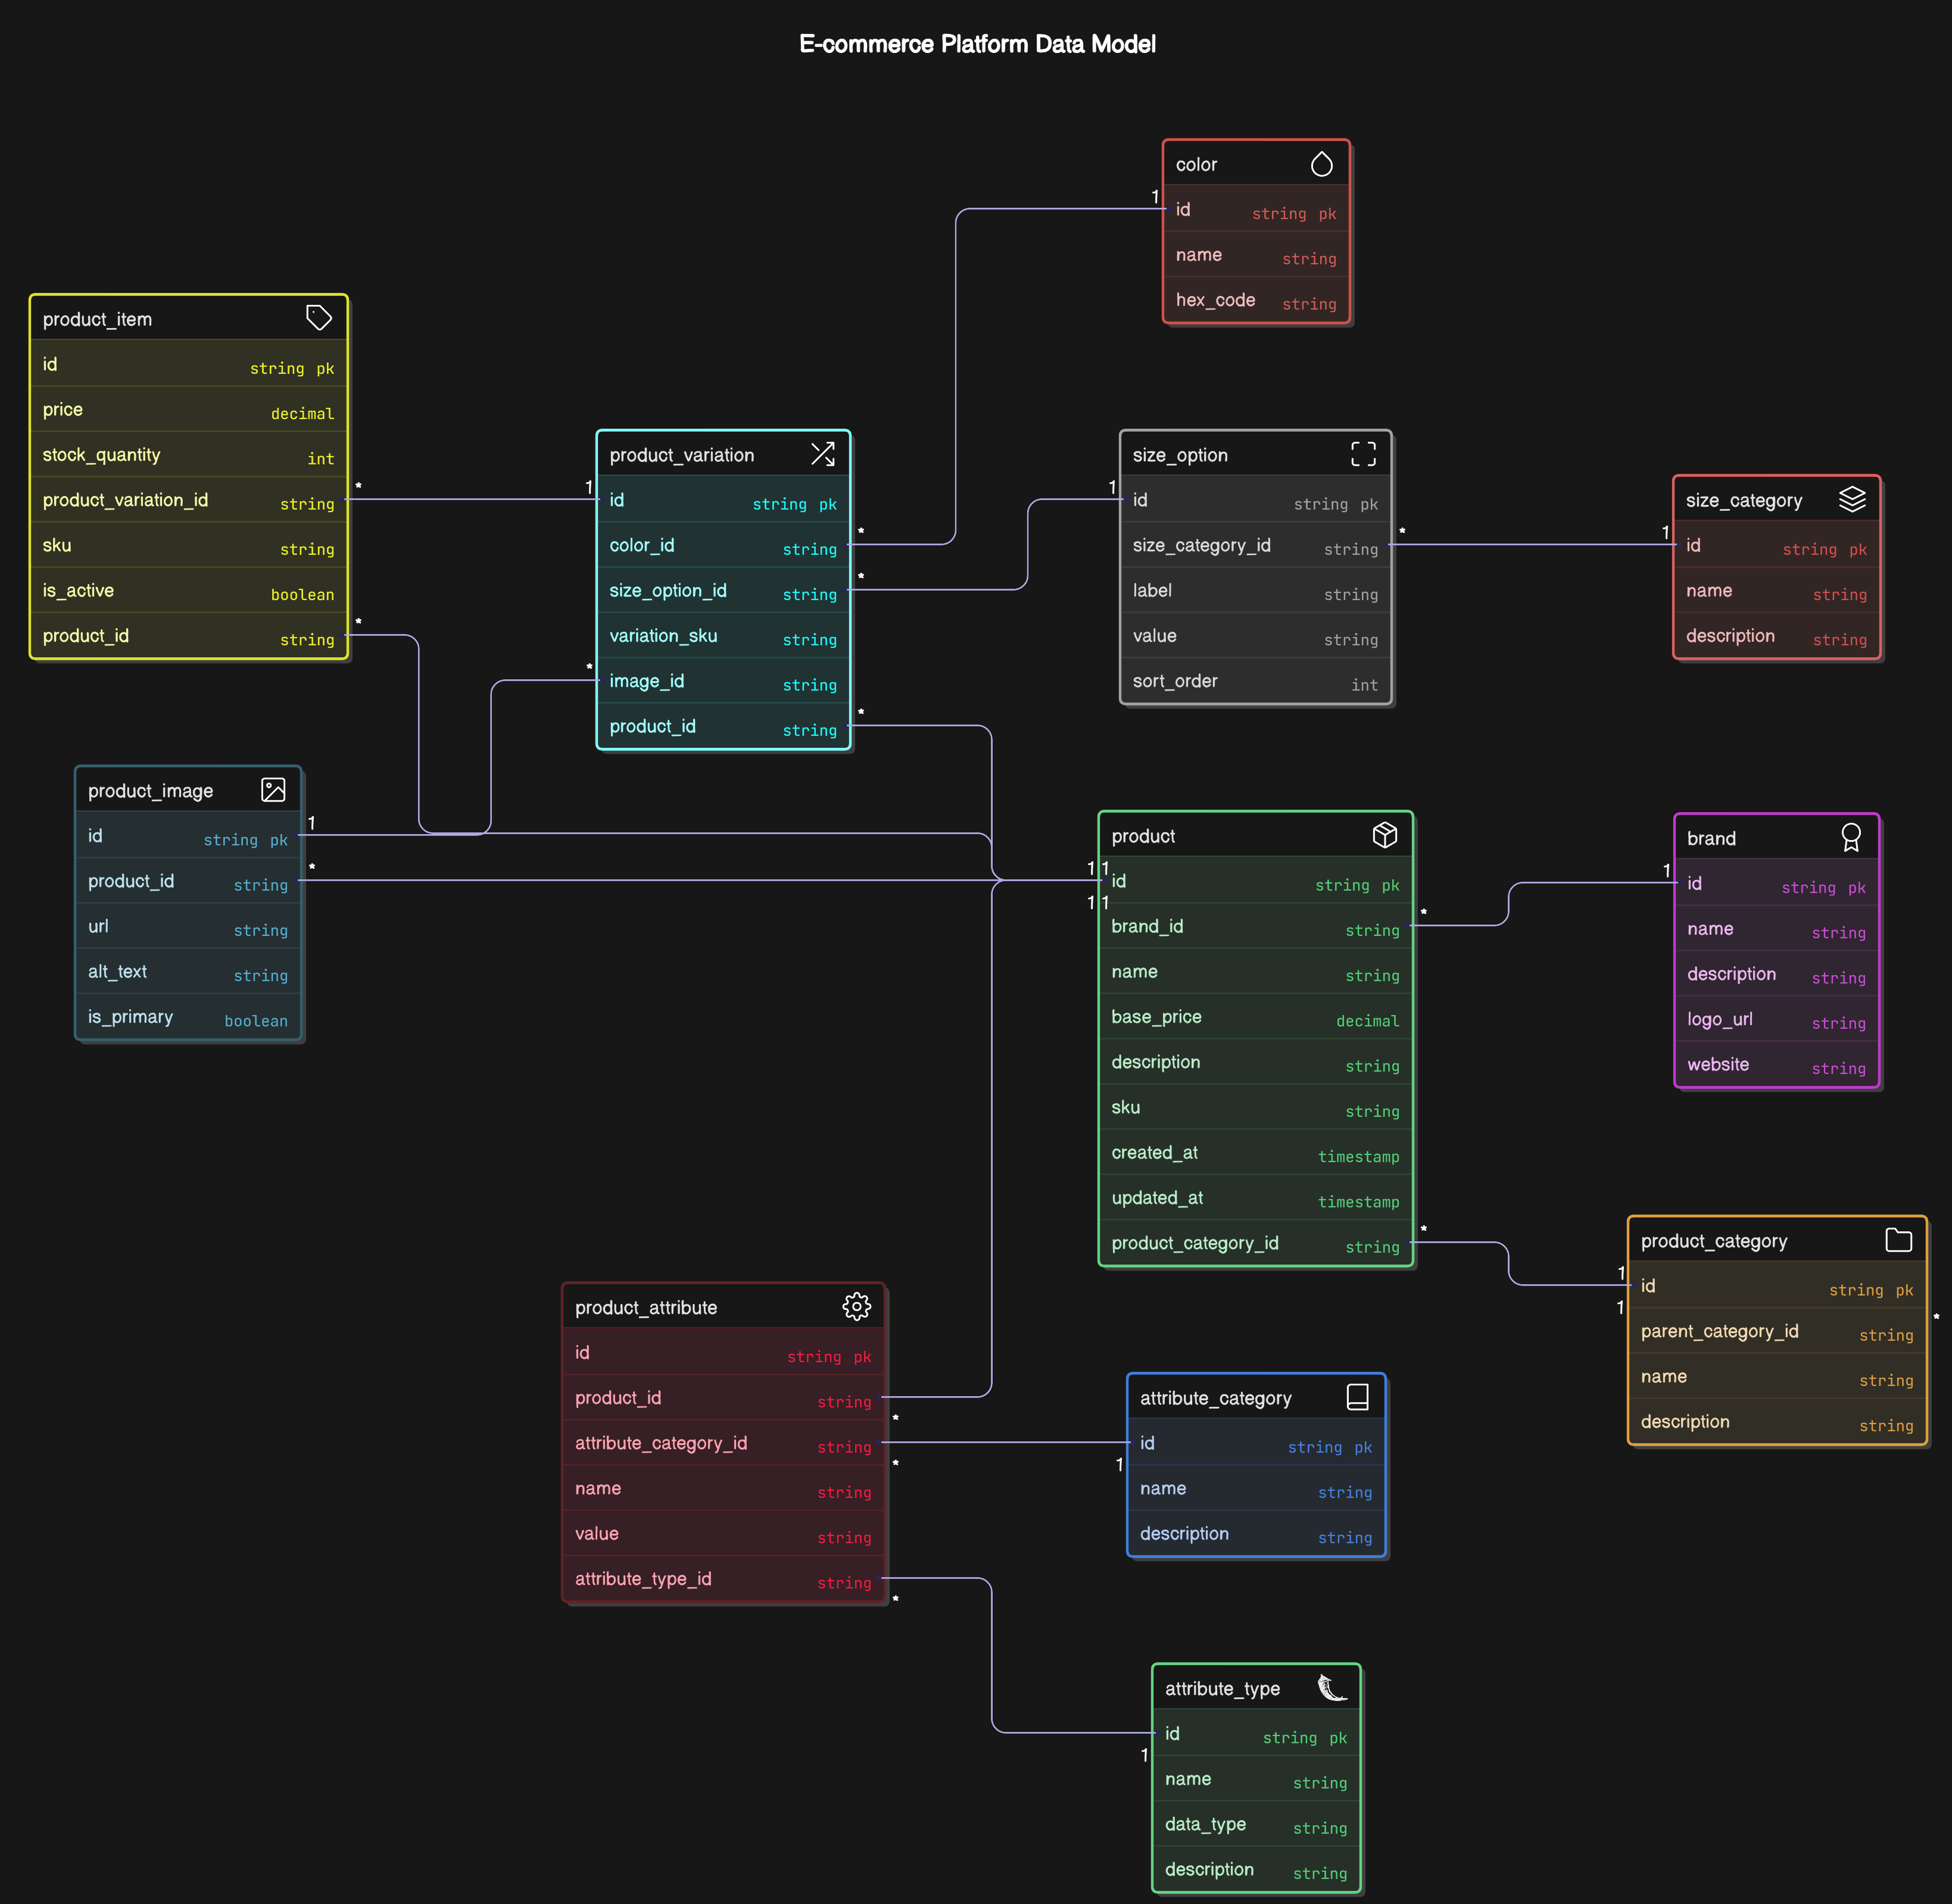 E-commerce Platform Data Model
color
id string pk
name string
hex_code string
product_item
id string pk
price decimal
stock_quantity int
product_variation_id string
sku string
is_active boolean
product_id string
product_variation
id string pk
color_id string
size_option_id string
variation_sku string
image_id string
product_id string
size_option
id string pk
size_category_id string
label string
value string
sort_order int
size_category
id string pk
name string
description string
product_image
id string pk
product_id string
url string
alt_text string
is_primary boolean
product
id string pk
brand_id string
name string
base_price decimal
description string
sku string
created_at timestamp
updated_at timestamp
product_category_id string
brand
id string pk
name string
description string
logo_url string
website string
product_category
id string pk
parent_category_id string
name string
description string
product_attribute
id string pk
product_id string
attribute_category_id string
name string
value string
attribute_type_id string
attribute_category
id string pk
name string
description string
attribute_type
id string pk
name string
data_type string
description string
* 1
* 1
* 1
* 1
* 1
* 1
* 1
* 1
* 1
* 1
* 1
* 1
* 1
* 1